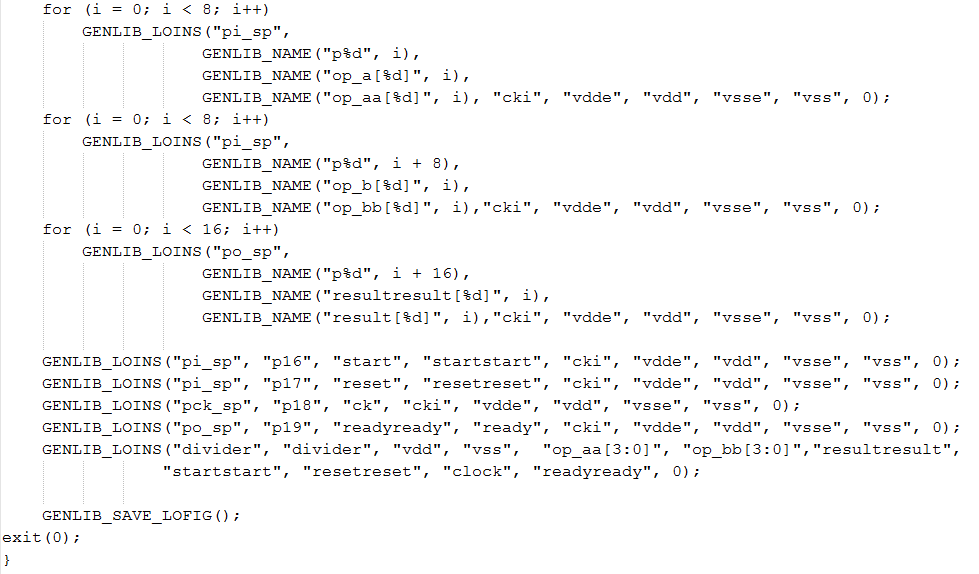 for (i = 0; i < 8; i++)
GENLIB_LOINS("pi_sp",
GENLIB_NAME("p%d", i),
GENLIB_NAME("op_a[%d]", i),
GENLIB_NAME("op_aa[%d]", i), "cki", "vdde", "vdd", "vsse", "vss", 0);
for (i = 0; i < 8; i++)
GENLIB_LOINS("pi_sp",
GENLIB_NAME("p%d", i + 8),
GENLIB_NAME("op_b[%d]", i),
GENLIB_NAME("op_bb[%d]", i),"cki", "vdde", "vdd", "vsse", "vss", 0);
for (i = 0; i < 16; i++)
GENLIB_LOINS("po_sp",
GENLIB_NAME("p%d", i + 16),
GENLIB_NAME("resultresult[%d]", i),
GENLIB_NAME("result[%d]", i),"cki", "vdde", "vdd", "vsse", "vss", 0);
GENLIB_LOINS("pi_sp", "p16", "start", "startstart", "cki", "vdde", "vdd", "vsse", "vss", 0);
GENLIB_LOINS("pi_sp", "p17", "reset", "resetreset", "cki", "vdde", "vdd", "vsse", "vss", 0);
GENLIB_LOINS("pck_sp", "p18", "ck", "cki", "vdde", "vdd", "vsse", "vss", 0);
GENLIB_LOINS("po_sp", "p19", "readyready", "ready", "cki", "vdde", "vdd", "vsse", "vss", 0);
GENLIB_LOINS("divider", "divider", "vdd", "vss",  "op_aa[3:0]", "op_bb[3:0]","resultresult",
"startstart", "resetreset", "clock", "readyready", 0);
GENLIB_SAVE_LOFIG();
exit(0);
}